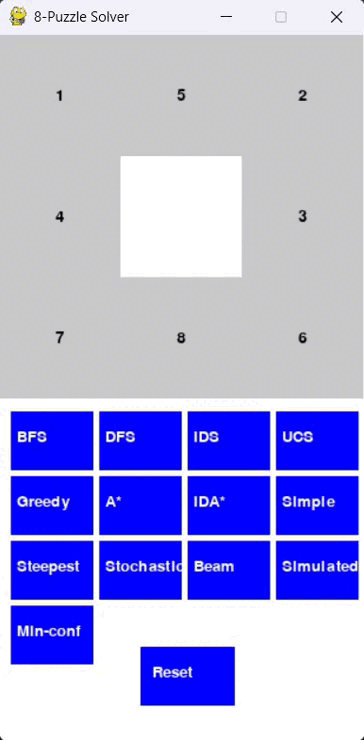 8-Puzzle Solver
1 5 2
4 3
7 8 6
BFS DFS IDS UCS
Greedy A* IDA* Simple
Steepest Stochastic Beam Simulated
Min-conf
Reset